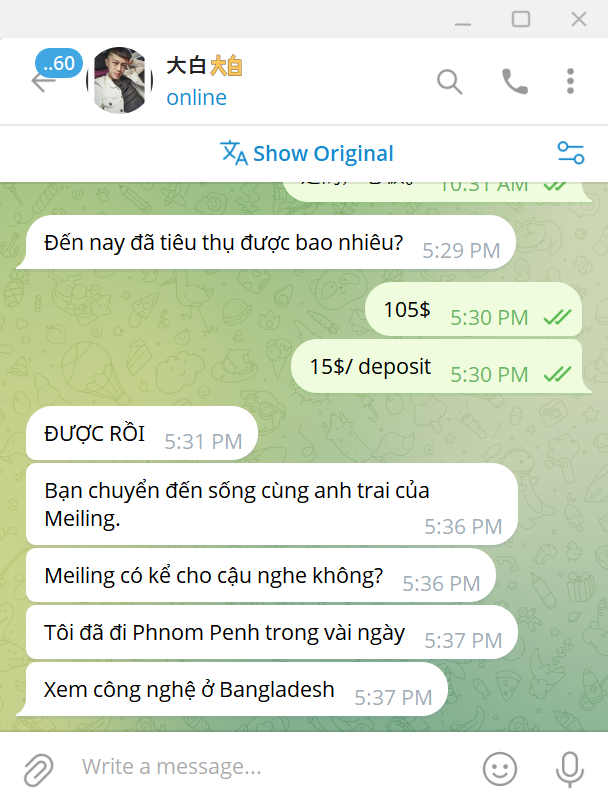 ..60
大白大白
online
Show Original
10:31 AM
Đến nay đã tiêu thụ được bao nhiêu? 5:29 PM
105$ 5:30 PM
15$/ deposit 5:30 PM
ĐƯỢC RỒI 5:31 PM
Bạn chuyển đến sống cùng anh trai của
Meiling. 5:36 PM
Meiling có kể cho cậu nghe không? 5:36 PM
Tôi đã đi Phnom Penh trong vài ngày 5:37 PM
Xem công nghệ ở Bangladesh 5:37 PM
Write a message...